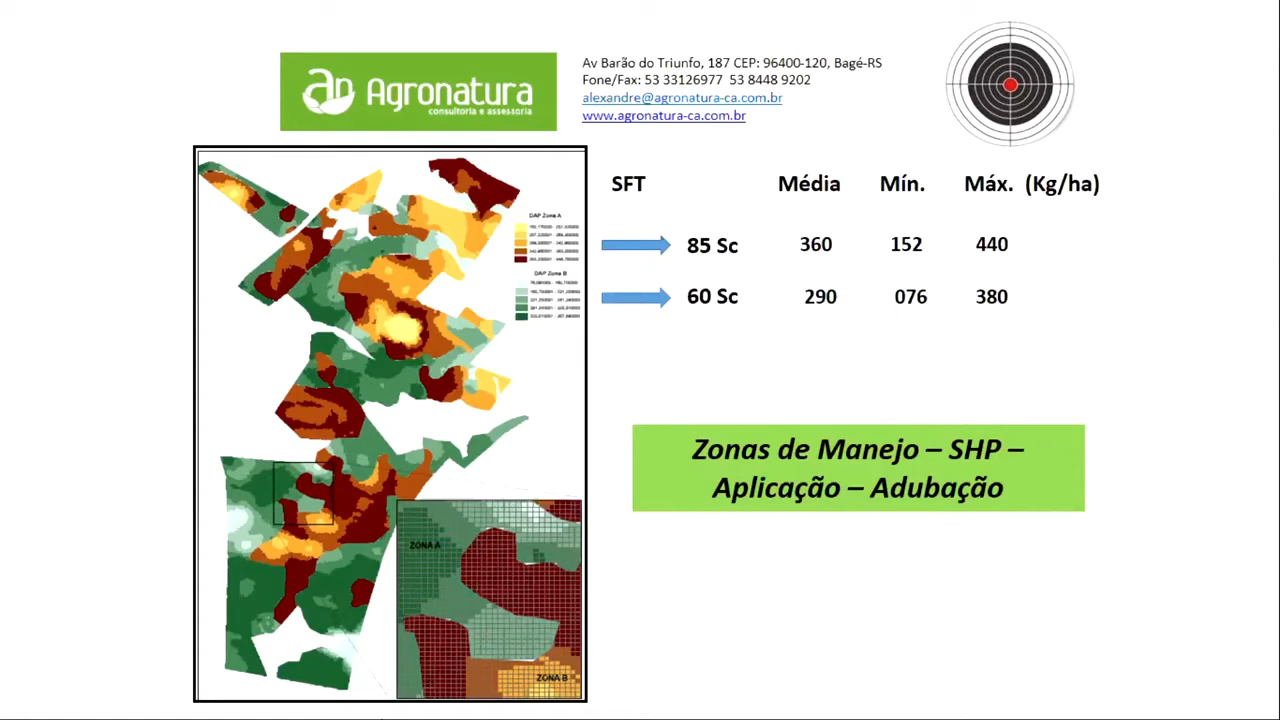 an Agronatura
consultoria e assessoria
Av Barão do Triunfo, 187 CEP: 96400-120, Bagé-RS
Fone/Fax: 53 33126977 53 8448 9202
alexandre@agronatura-ca.com.br
www.agronatura-ca.com.br
SFT Média Mín. Máx. (Kg/ha)
85 Sc 360 152 440
60 Sc 290 076 380
Zonas de Manejo – SHP –
Aplicação – Adubação
DAP Zona A
DAP Zona B
ZONA A
ZONA B